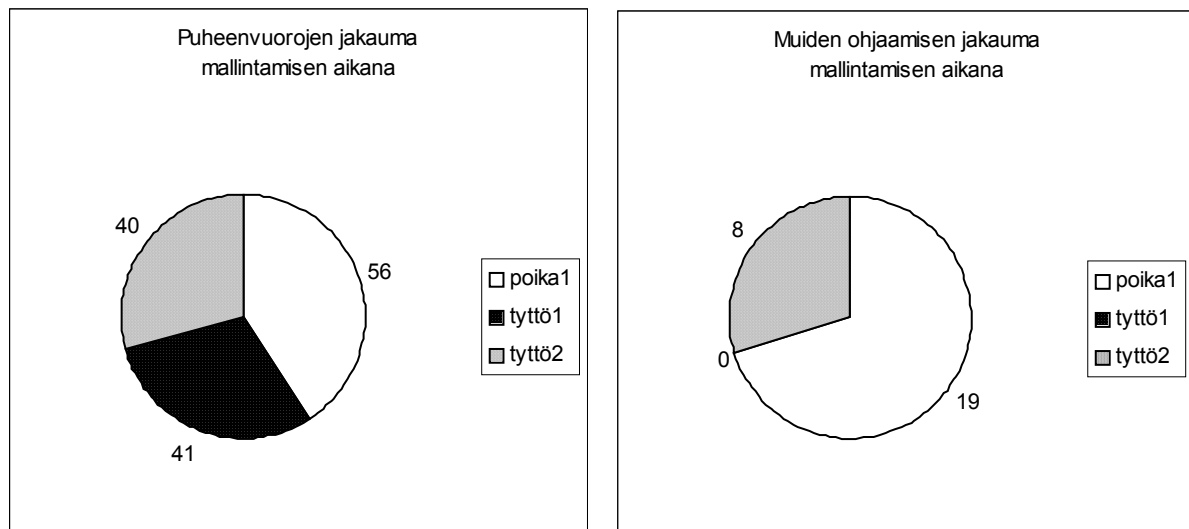 Puheenvuorojen jakauma
mallintamisen aikana
40
56
41
poika1
tyttö1
tyttö2
Muiden ohjaamisen jakauma
mallintamisen aikana
8
0
19
poika1
tyttö1
tyttö2